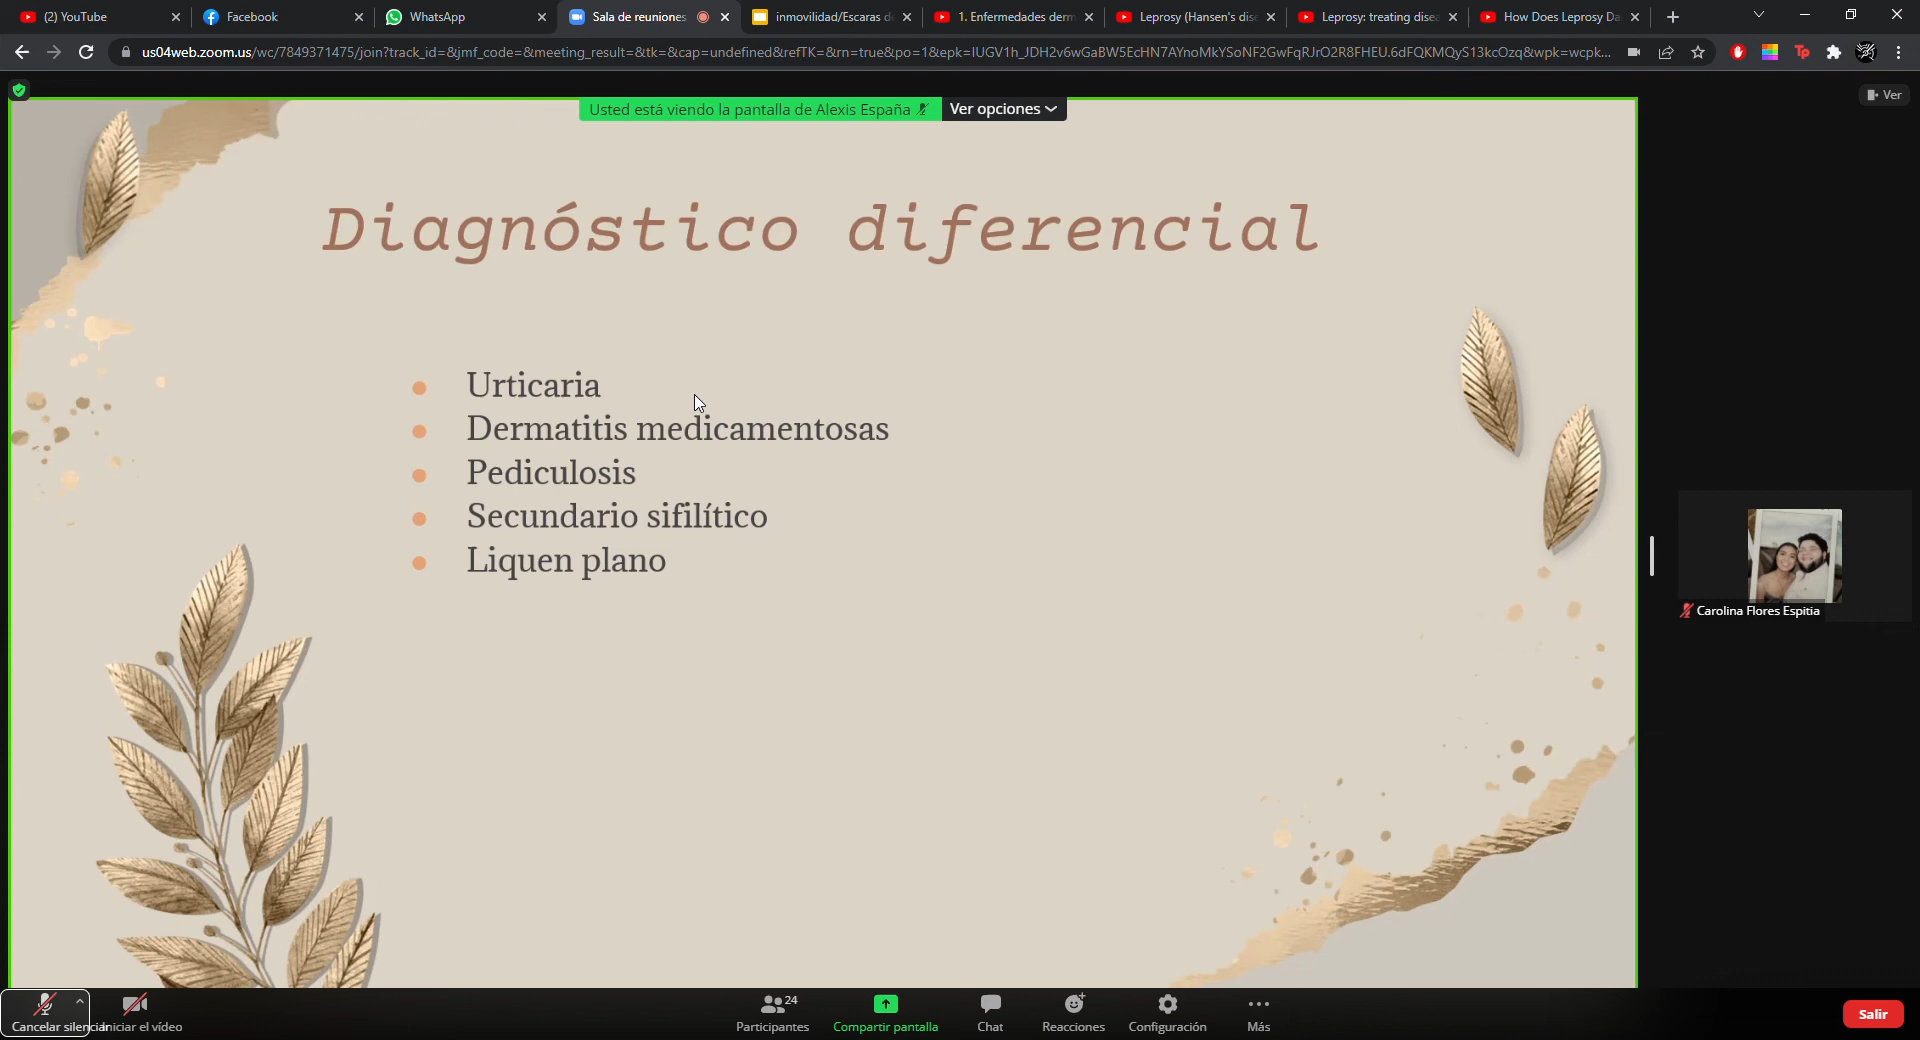 (2) YouTube
Facebook
WhatsApp
Sala de reuniones
inmovilidad/Escaras d
1. Enfermedades derm
Leprosy (Hansen's dise
Leprosy: treating disea
How Does Leprosy Da
us04web.zoom.us/wc/7849371475/join?track_id=&jmf_code=&meeting_result=&tk=&cap=undefined&refTK=&rn=true&po=1&epk=IUGV1h_JDH2v6wGaBW5EcHN7AYnoMkYSoNF2GwFqRJrO2R8FHEU.6dFQKMQyS13kcOzq&wpk=wcpk...
Usted está viendo la pantalla de Alexis España
Ver opciones
Ver
Diagnóstico diferencial
Urticaria
Dermatitis medicamentosas
Pediculosis
Secundario sifilítico
Liquen plano
Carolina Flores Espitia
Cancelar silenciar
Iniciar el vídeo
24
Participantes
Compartir pantalla
Chat
Reacciones
Configuración
Más
Salir